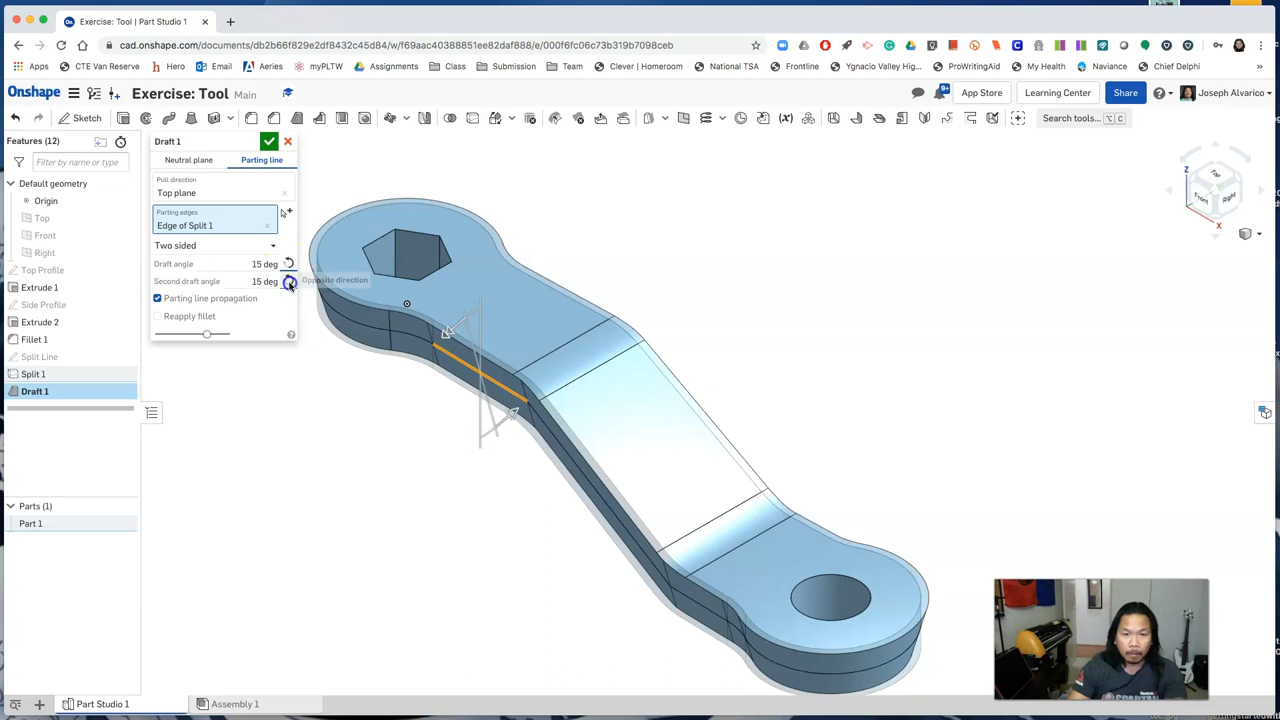 Exercise: Tool | Part Studio 1
cad.onshape.com/documents/db2b66f829e2df8432c45d84/w/f69aac40388851ee82daf888/e/000f6fc06c73b319b7098ceb
Apps
CTE Van Reserve
Hero
Email
Aeries
myPLTW
Assignments
Class
Submission
Team
Clever | Homeroom
National TSA
Frontline
Ygnacio Valley Hig...
ProWritingAid
My Health
Naviance
Chief Delphi
Onshape
Exercise: Tool Main
9+
App Store
Learning Center
Share
Joseph Alvarico
Sketch
Search tools...
Features (12)
Filter by name or type
Default geometry
Origin
Top
Front
Right
Top Profile
Extrude 1
Side Profile
Extrude 2
Fillet 1
Split Line
Split 1
Draft 1
Parts (1)
Part 1
Draft 1
Neutral plane
Parting line
Pull direction
Top plane
Parting edges
Edge of Split 1
Two sided
Draft angle 15 deg
Second draft angle 15 deg
Opposite direction
Parting line propagation
Reapply fillet
Z
Top
Front
Right
X
Part Studio 1
Assembly 1